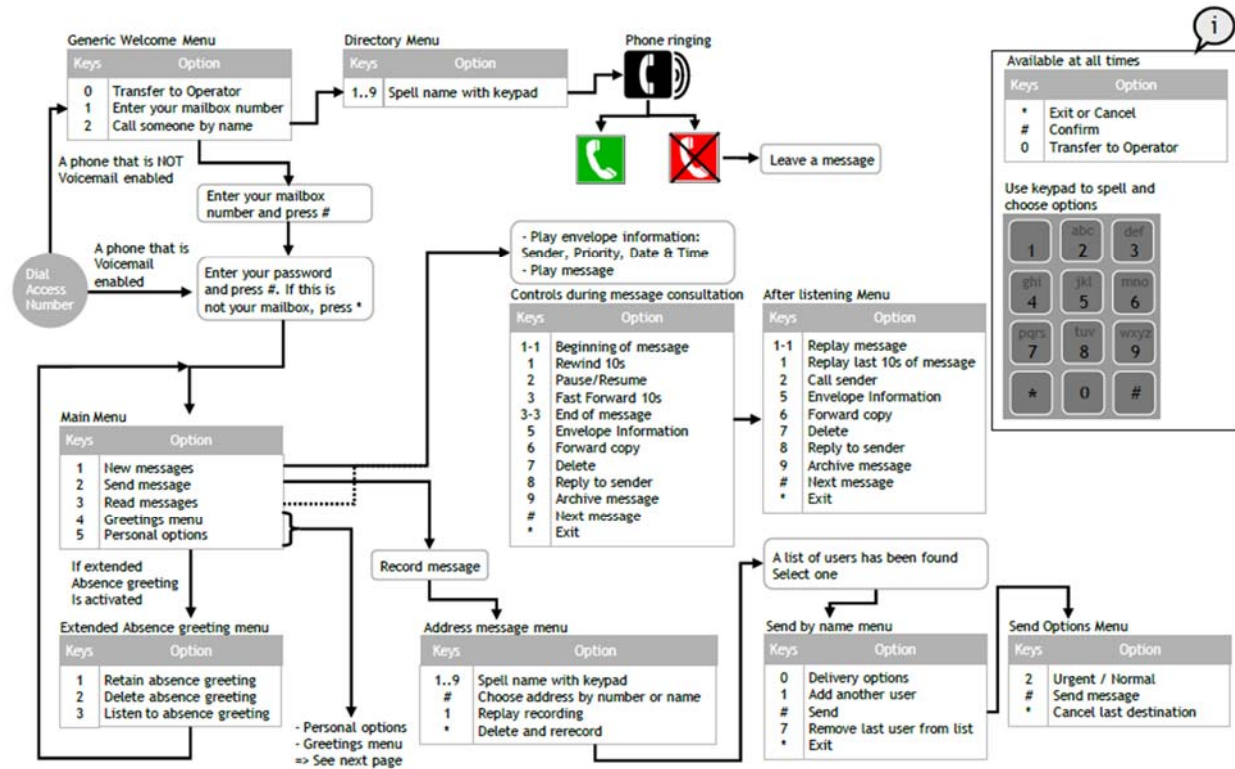 Generic Welcome Menu
Keys Option
0 Transfer to Operator
1 Enter your mailbox number
2 Call someone by name
Directory Menu
Keys Option
1..9 Spell name with keypad
Phone ringing
Leave a message
i
Available at all times
Keys Option
* Exit or Cancel
# Confirm
0 Transfer to Operator
Use keypad to spell and
choose options
1 abc 2 def 3
ghi 4 jkl 5 mno 6
pqrs 7 tuv 8 wxyz 9
* 0 #
A phone that is NOT
Voicemail enabled
Enter your mailbox
number and press #
A phone that is
Voicemail
enabled
Dial
Access
Number
Enter your password
and press #. If this is
not your mailbox, press *
- Play envelope information:
Sender, Priority, Date & Time
- Play message
Controls during message consultation
Keys Option
1-1 Beginning of message
1 Rewind 10s
2 Pause/Resume
3 Fast Forward 10s
3-3 End of message
5 Envelope Information
6 Forward copy
7 Delete
8 Reply to sender
9 Archive message
# Next message
* Exit
After listening Menu
Keys Option
1-1 Replay message
1 Replay last 10s of message
2 Call sender
5 Envelope Information
6 Forward copy
7 Delete
8 Reply to sender
9 Archive message
# Next message
* Exit
Main Menu
Keys Option
1 New messages
2 Send message
3 Read messages
4 Greetings menu
5 Personal options
If extended
Absence greeting
Is activated
Record message
A list of users has been found
Select one
Extended Absence greeting menu
Keys Option
1 Retain absence greeting
2 Delete absence greeting
3 Listen to absence greeting
- Personal options
- Greetings menu
=> See next page
Address message menu
Keys Option
1..9 Spell name with keypad
# Choose address by number or name
1 Replay recording
* Delete and rerecord
Send by name menu
Keys Option
0 Delivery options
1 Add another user
# Send
7 Remove last user from list
* Exit
Send Options Menu
Keys Option
2 Urgent / Normal
# Send message
* Cancel last destination